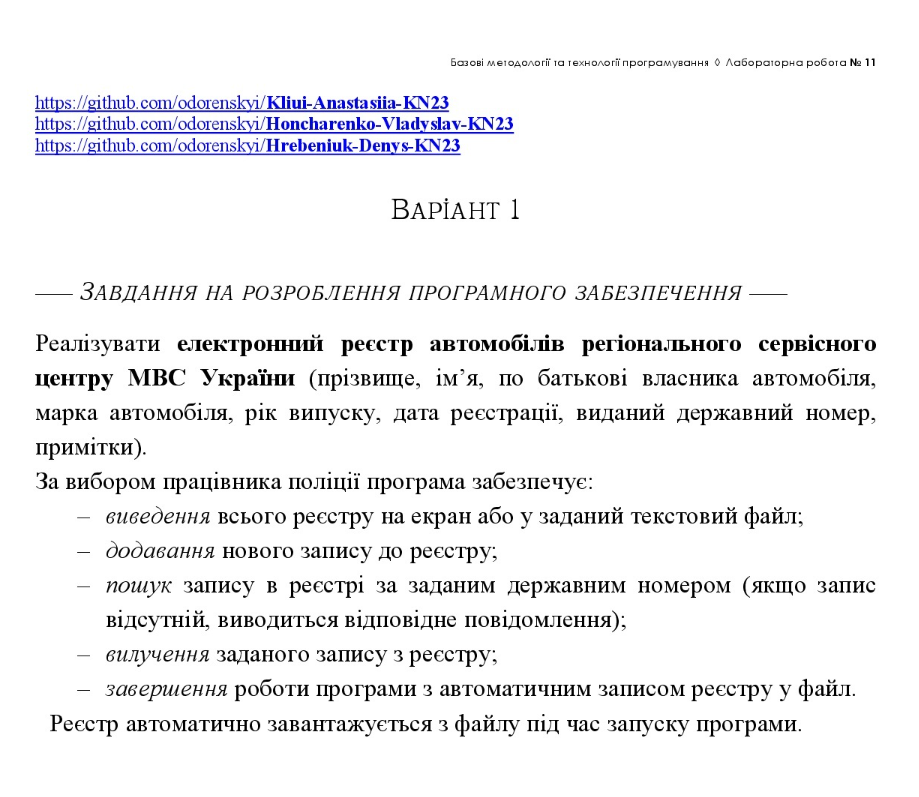 Базові методології та технології програмування ◊ Лабораторна робота № 11
https://github.com/odorenskyi/Kliui-Anastasiia-KN23
https://github.com/odorenskyi/Honcharenko-Vladyslav-KN23
https://github.com/odorenskyi/Hrebeniuk-Denys-KN23
ВАРІАНТ 1
—— ЗАВДАННЯ НА РОЗРОБЛЕННЯ ПРОГРАМНОГО ЗАБЕЗПЕЧЕННЯ ——
Реалізувати електронний реєстр автомобілів регіонального сервісного
центру МВС України (прізвище, ім’я, по батькові власника автомобіля,
марка автомобіля, рік випуску, дата реєстрації, виданий державний номер,
примітки).
За вибором працівника поліції програма забезпечує:
– виведення всього реєстру на екран або у заданий текстовий файл;
– додавання нового запису до реєстру;
– пошук запису в реєстрі за заданим державним номером (якщо запис
відсутній, виводиться відповідне повідомлення);
– вилучення заданого запису з реєстру;
– завершення роботи програми з автоматичним записом реєстру у файл.
Реєстр автоматично завантажується з файлу під час запуску програми.